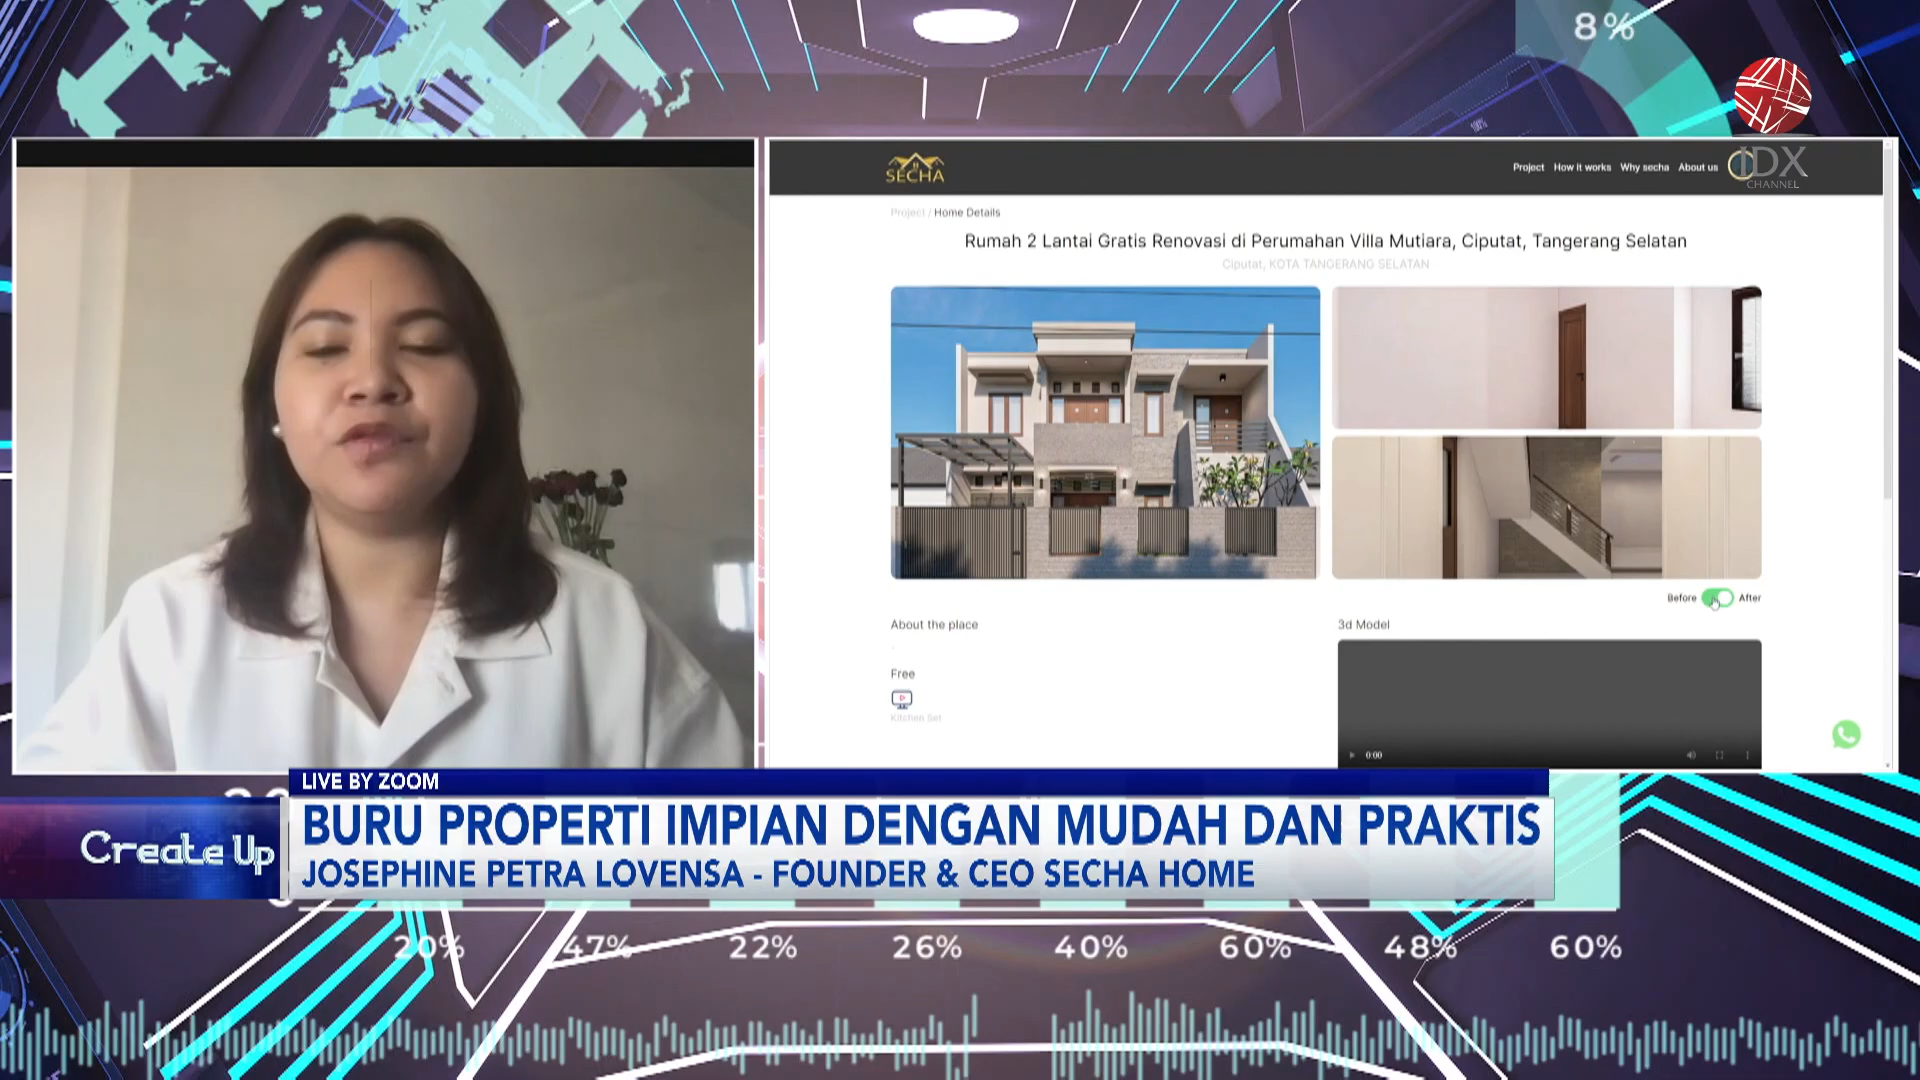 8%
IDX
CHANNEL
SECHA
Project How it works Why secha About us
Project / Home Details
Rumah 2 Lantai Gratis Renovasi di Perumahan Villa Mutiara, Ciputat, Tangerang Selatan
Ciputat, KOTA TANGERANG SELATAN
Before After
About the place
3d Model
Free
Kitchen Set
0:00
LIVE BY ZOOM
Create Up
BURU PROPERTI IMPIAN DENGAN MUDAH DAN PRAKTIS
JOSEPHINE PETRA LOVENSA - FOUNDER & CEO SECHA HOME
20% 47% 22% 26% 40% 60% 48% 60%